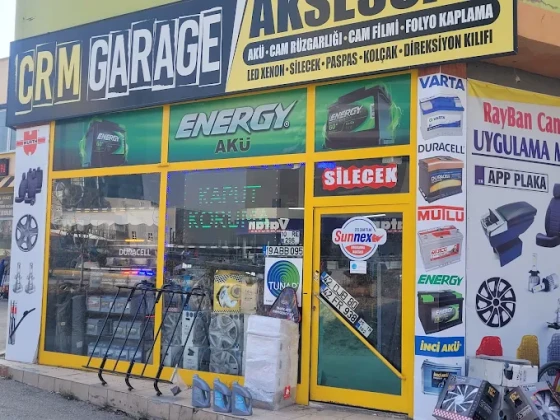 CRM GARAGE
AKSESUAR
AKÜ • CAM RÜZGARLIĞI • CAM FİLMİ • FOLYO KAPLAMA
LED XENON • SİLECEK • PASPAS • KOLÇAK • DİREKSİYON KILIFI
WÜRTH
ENERGY
AKÜ
SİLECEK
KAPUT
KORUMA
DURACELL
Vatan
Sunnex
TUNAP
VARTA
DURACELL
MUTLU
ENERGY
İNCİ AKÜ
RayBan Cam
UYGULAMA M
APP PLAKA